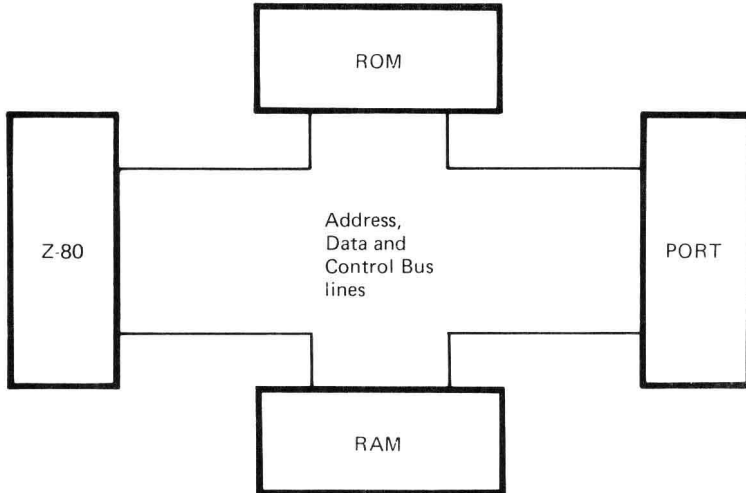 ROM
Z-80
Address,
Data and
Control Bus
lines
PORT
RAM